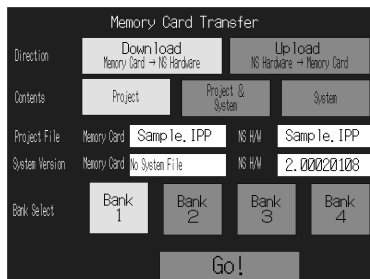 Memory Card Transfer
Direction
Download
Memory Card → NS Hardware
Upload
NS Hardware → Memory Card
Contents
Project
Project &
System
System
Project File Memory Card Sample.IPP NS H/W Sample.IPP
System Version Memory Card No System File NS H/W 2.00020108
Bank Select
Bank
1
Bank
2
Bank
3
Bank
4
Go!